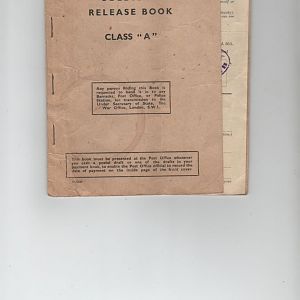 RELEASE BOOK
CLASS "A"
Any person finding this Book is
requested to hand it in to any
Barracks, Post Office, or Police
Station, for transmission to the
Under Secretary of State, The
War Office, London, S.W.1.
This book must be presented at the Post Office whenever
you cash a postal draft or one of the drafts in your
payment book, to enable the Post Office official to record the
date of payment on the inside page of the front cover